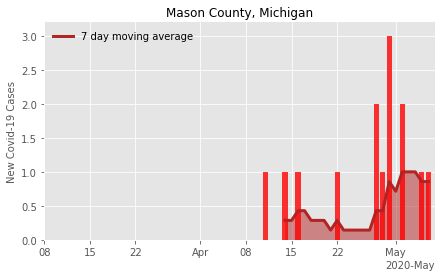 Mason County, Michigan
7 day moving average
New Covid-19 Cases
3.0
2.5
2.0
1.5
1.0
0.5
0.0
08 15 22 Apr 08 15 22 May
2020-May